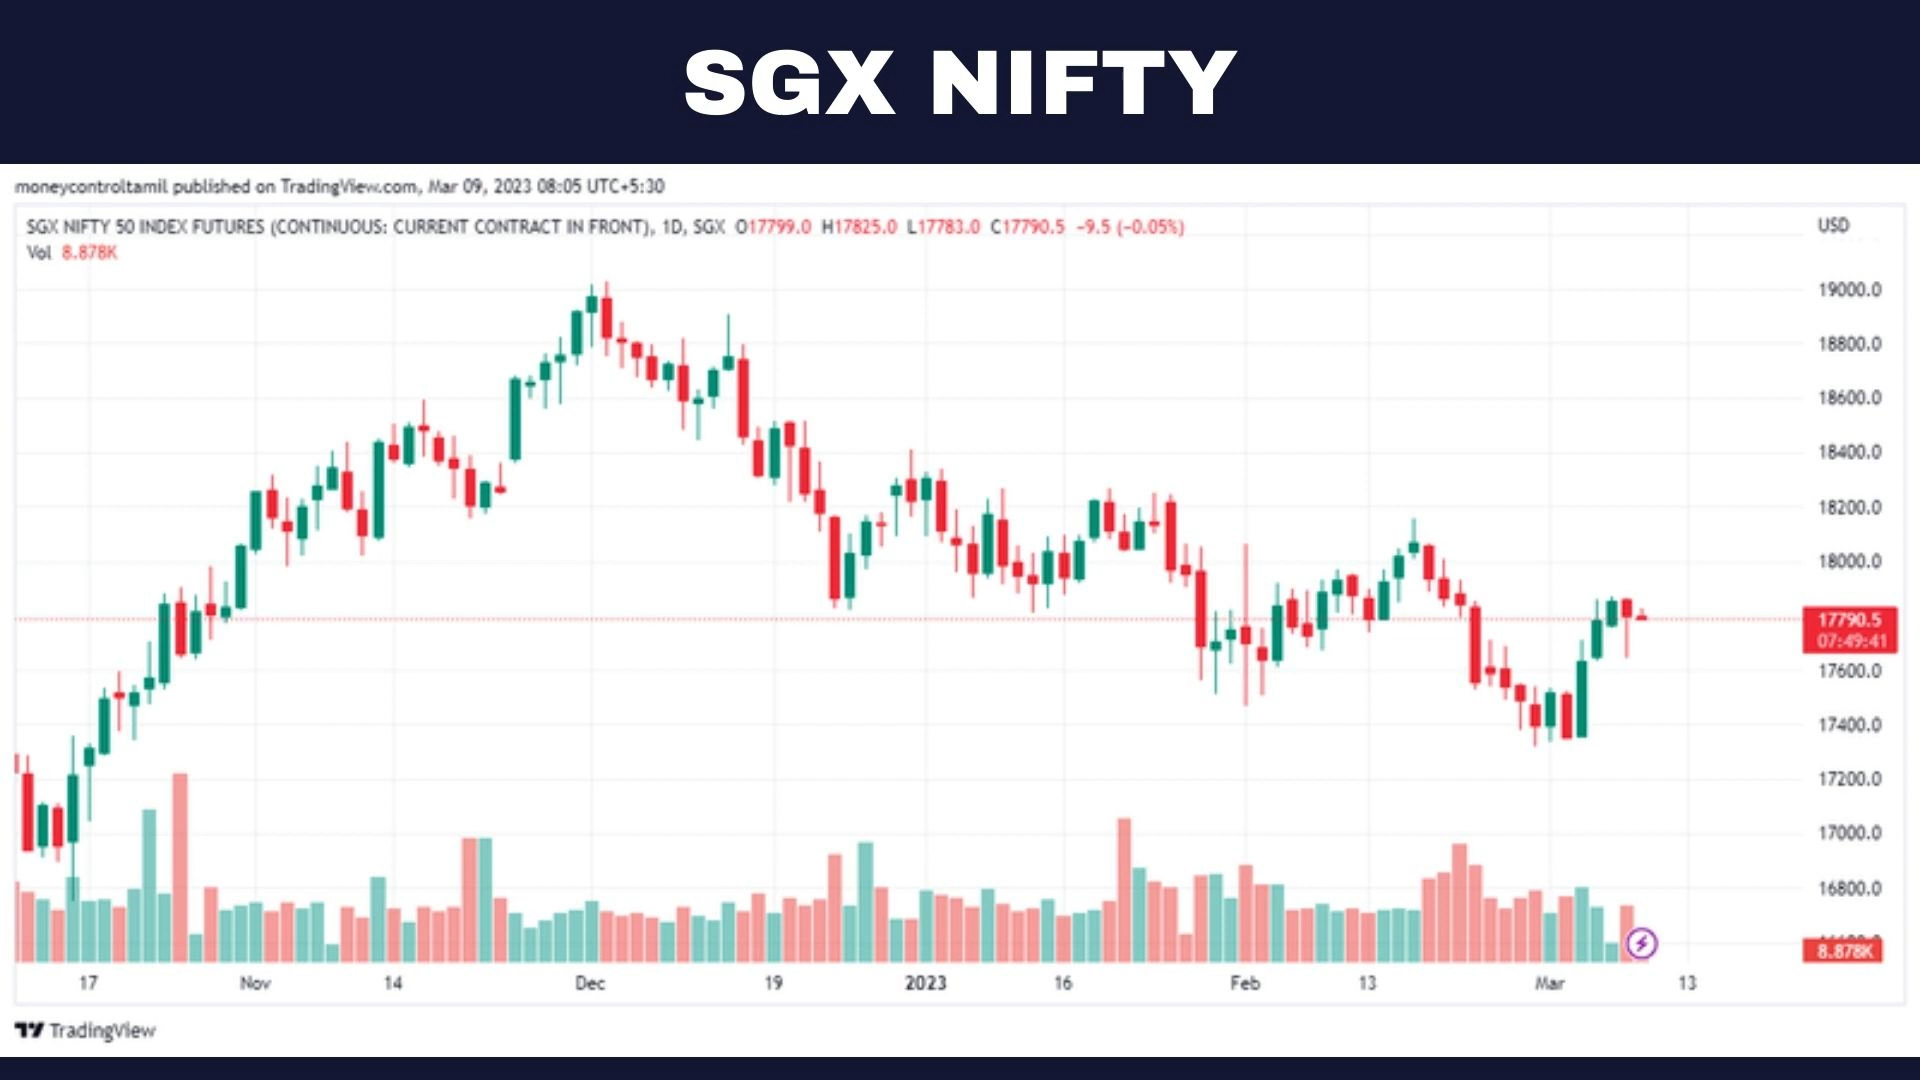 SGX NIFTY
moneycontroltamil published on TradingView.com, Mar 09, 2023 08:05 UTC+5:30
SGX NIFTY 50 INDEX FUTURES (CONTINUOUS: CURRENT CONTRACT IN FRONT), 1D, SGX O17799.0 H17825.0 L17783.0 C17790.5 −9.5 (−0.05%)
USD
Vol 8.878K
19000.0
18800.0
18600.0
18400.0
18200.0
18000.0
17790.5
07:49:41
17600.0
17400.0
17200.0
17000.0
16800.0
8.878K
17 Nov 14 Dec 19 2023 16 Feb 13 Mar 13
TradingView